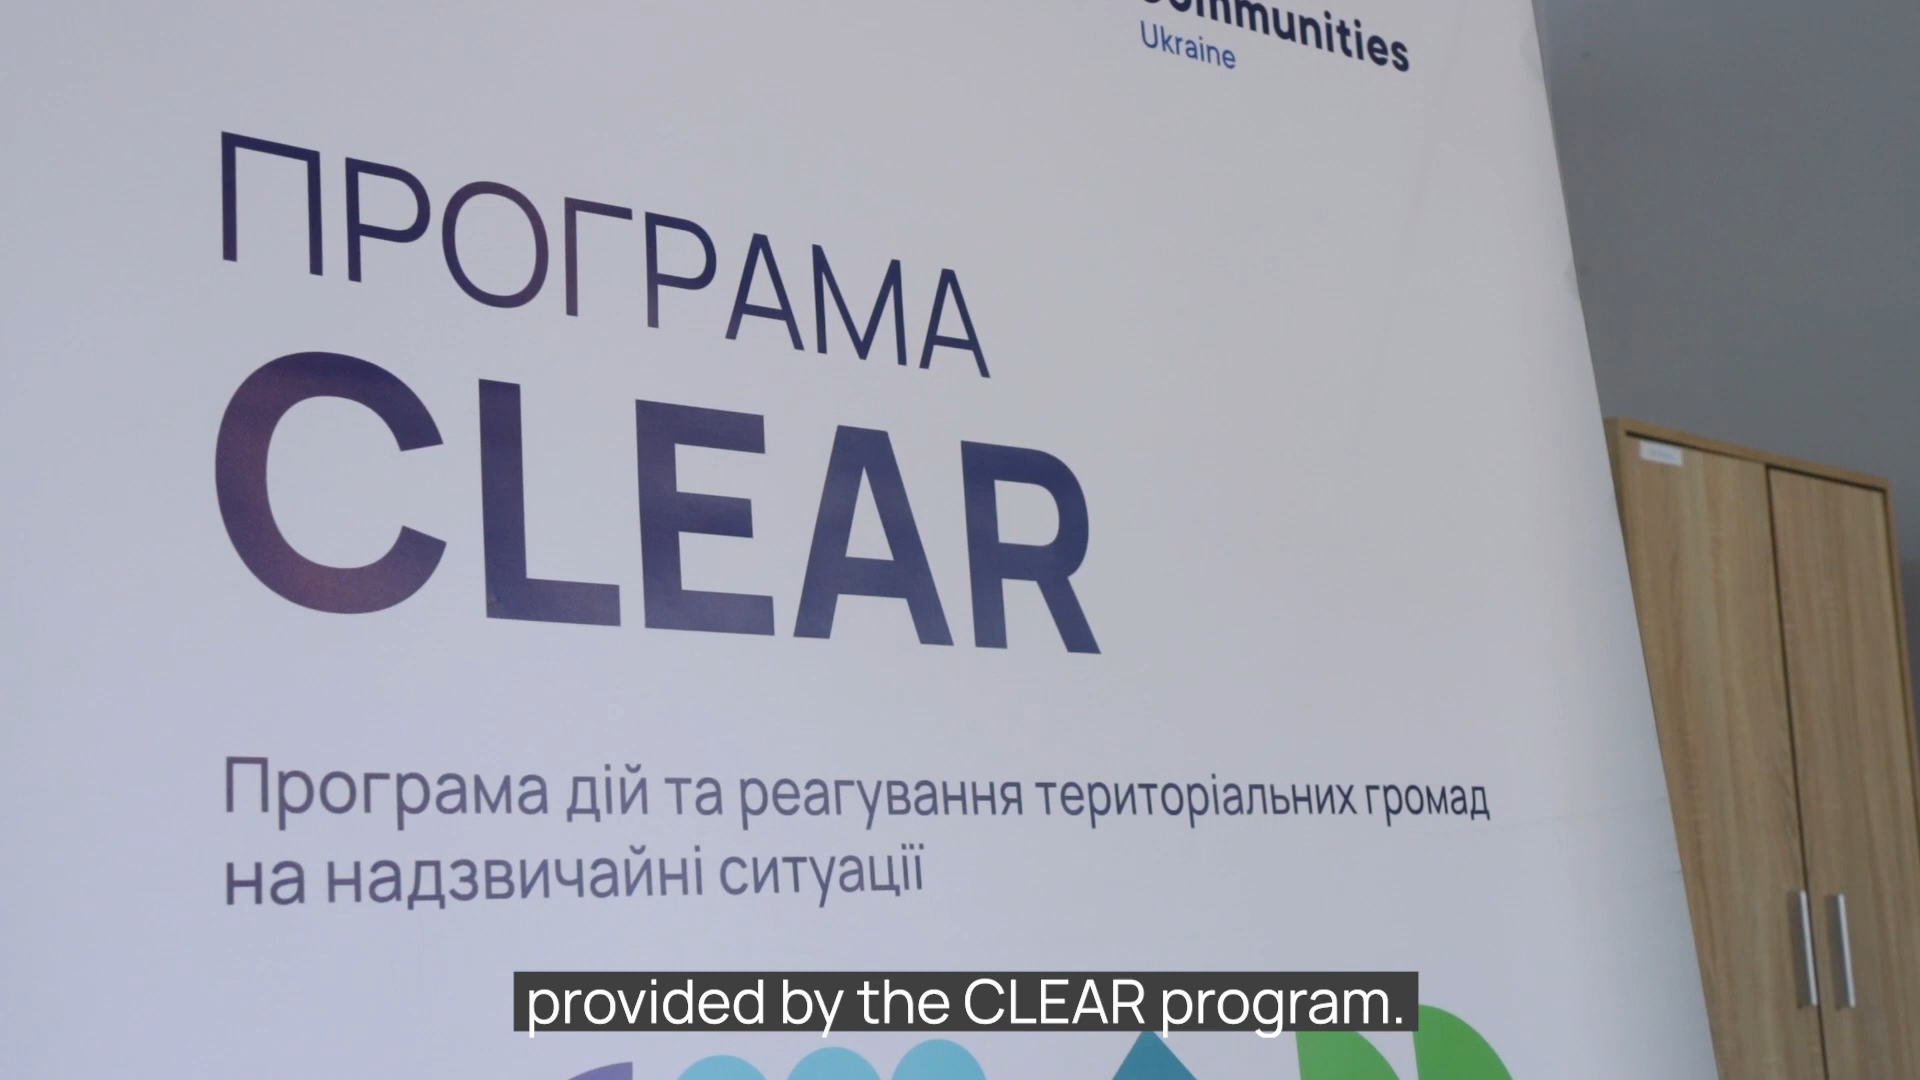 Communities
Ukraine
ПРОГРАМА
CLEAR
Програма дій та реагування територіальних громад
на надзвичайні ситуації
provided by the CLEAR program.